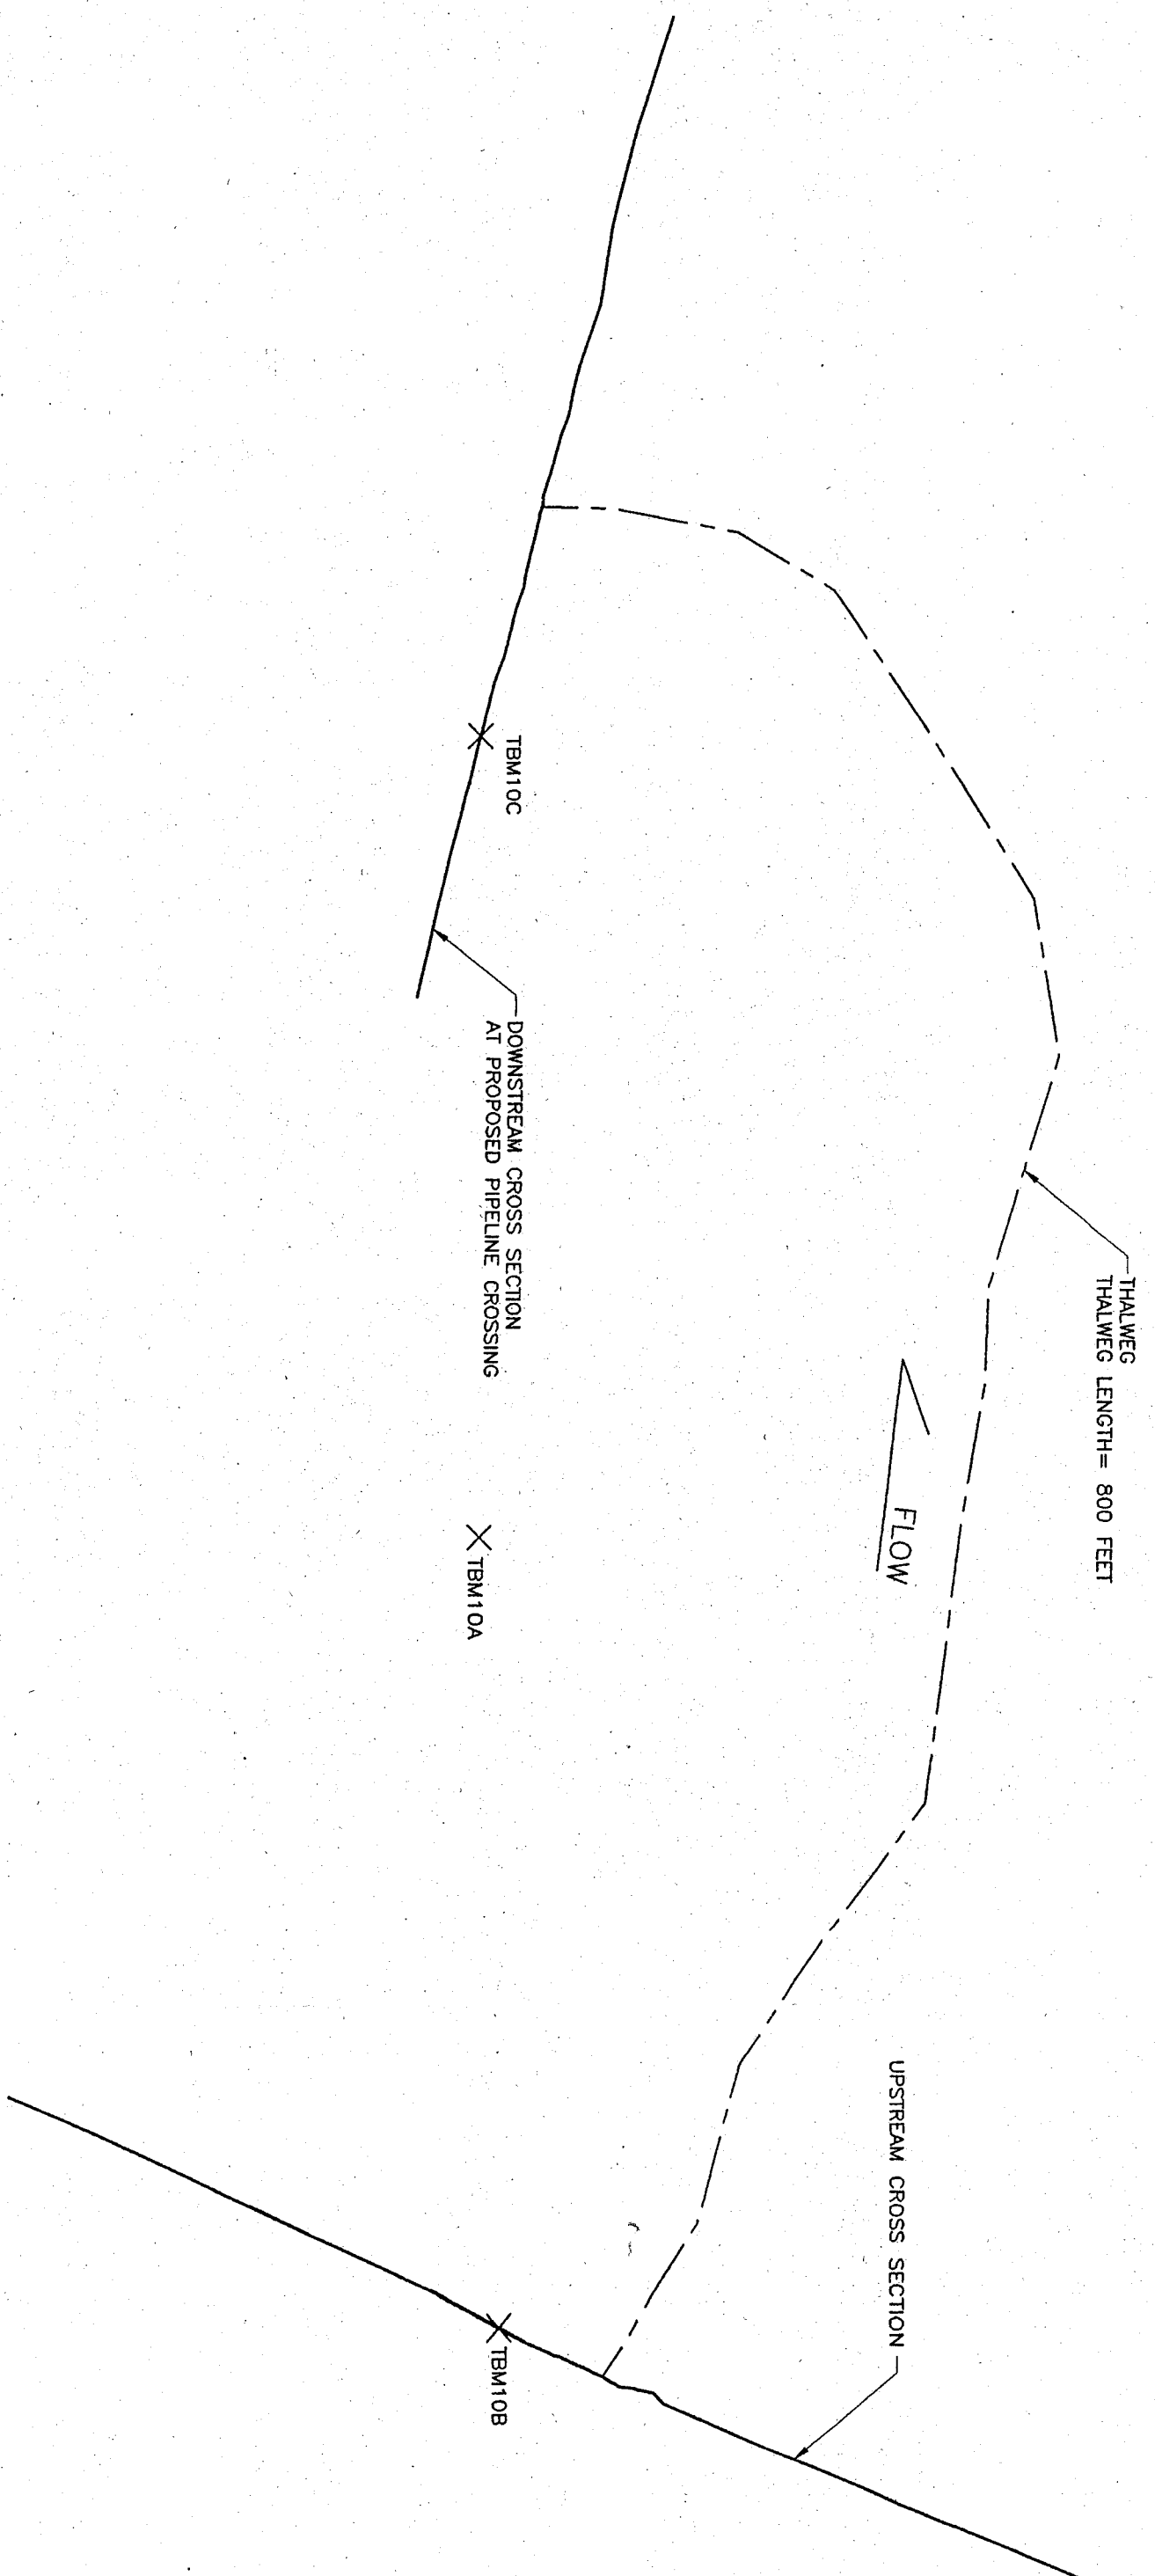 THALWEG
THALWEG LENGTH= 800 FEET
UPSTREAM CROSS SECTION
FLOW
TBM10C
DOWNSTREAM CROSS SECTION
AT PROPOSED PIPELINE CROSSING
TBM10A
TBM10B